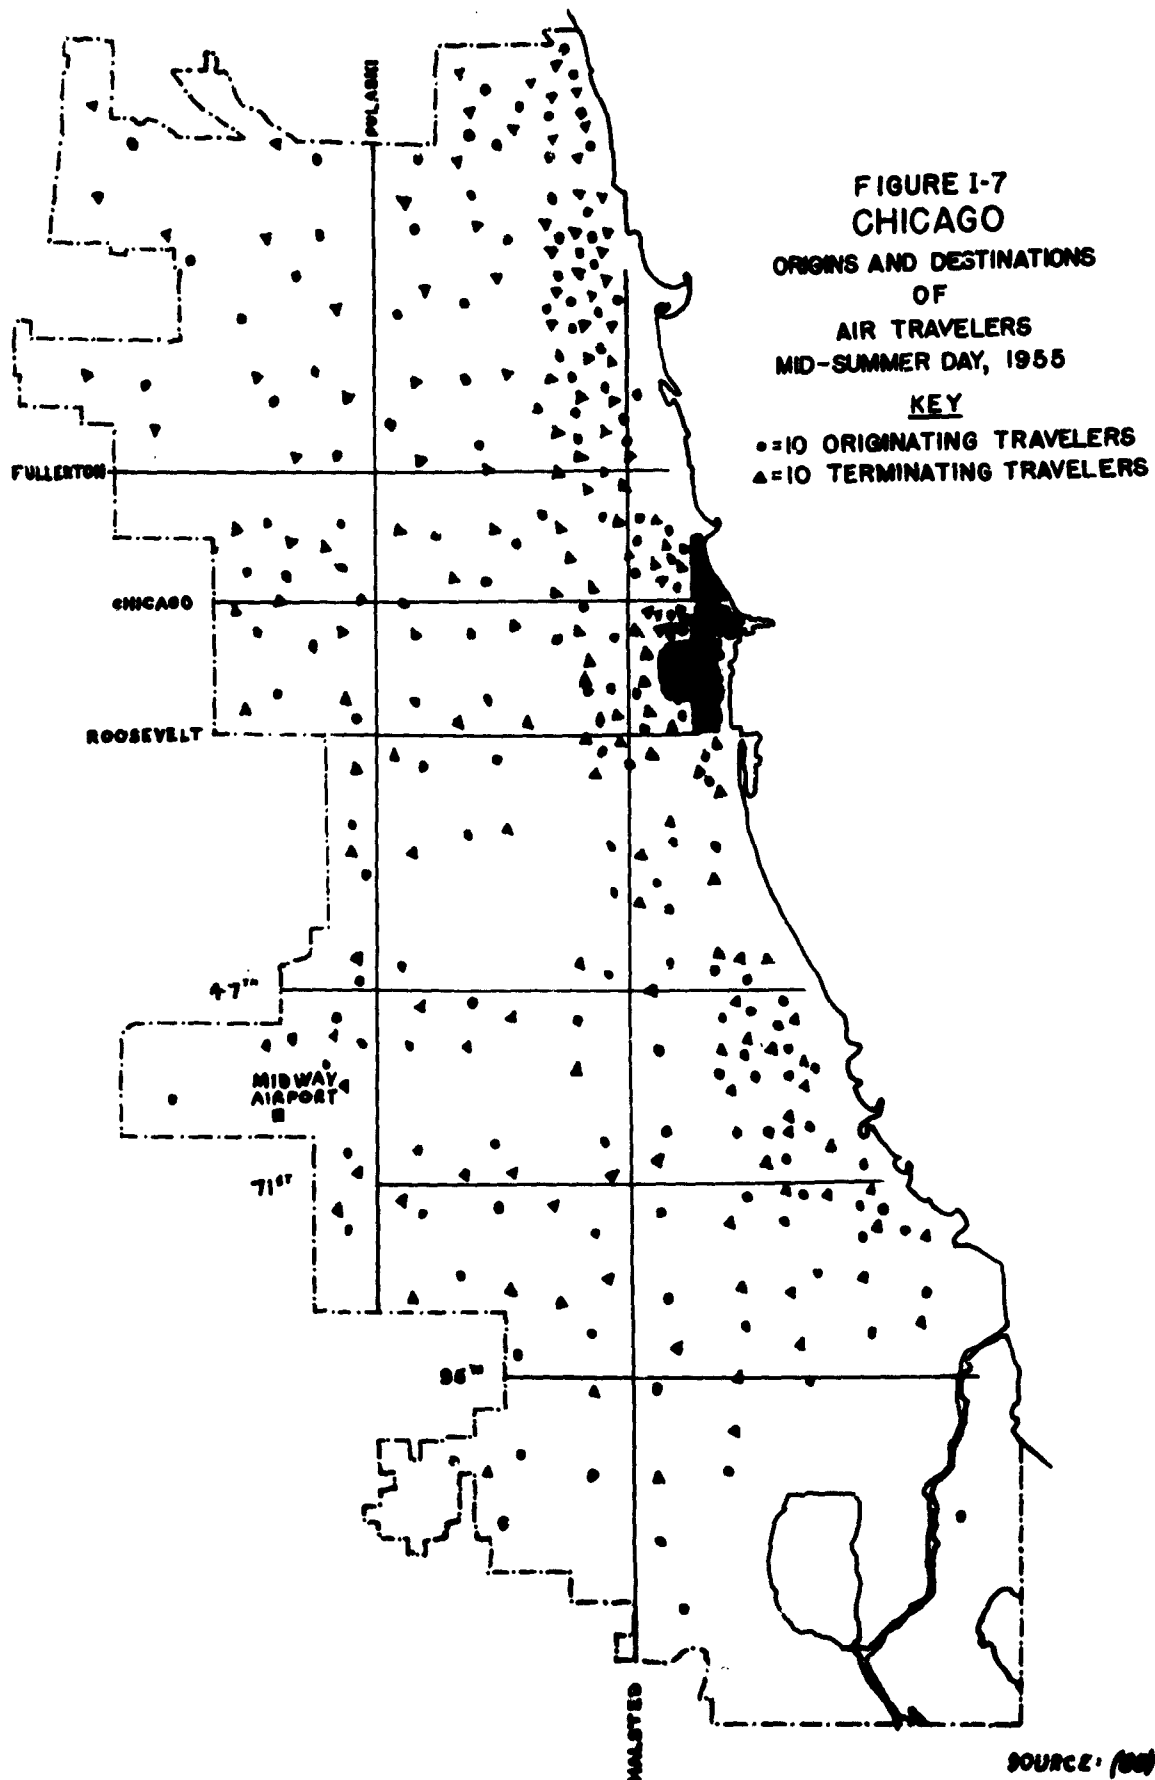 PULASKI
FIGURE I-7
CHICAGO
ORIGINS AND DESTINATIONS
OF
AIR TRAVELERS
MID-SUMMER DAY, 1955
KEY
•=10 ORIGINATING TRAVELERS
▲=10 TERMINATING TRAVELERS
FULLERTON
CHICAGO
ROOSEVELT
47TH
MIDWAY
AIRPORT
71ST
95TH
HALSTED
SOURCE: